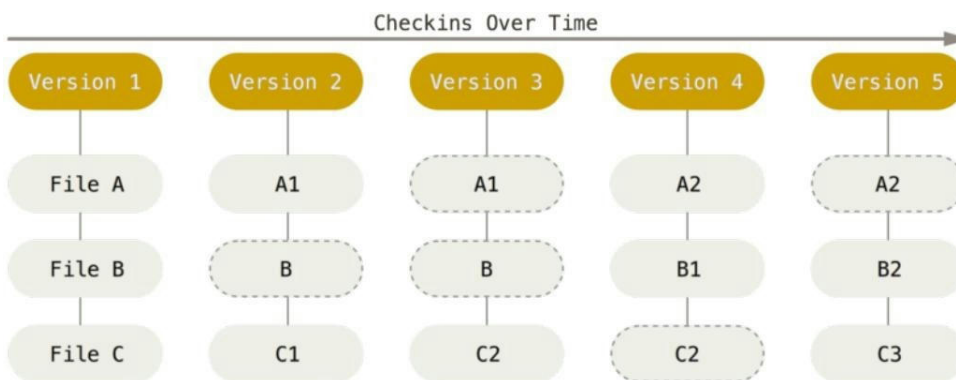 Checkins Over Time
Version 1 Version 2 Version 3 Version 4 Version 5
File A A1 A1 A2 A2
File B B B B1 B2
File C C1 C2 C2 C3